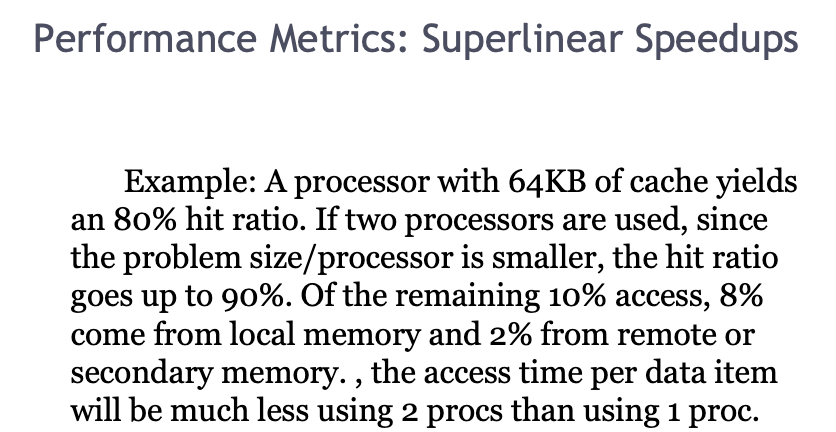 Performance Metrics: Superlinear Speedups
Example: A processor with 64KB of cache yields
an 80% hit ratio. If two processors are used, since
the problem size/processor is smaller, the hit ratio
goes up to 90%. Of the remaining 10% access, 8%
come from local memory and 2% from remote or
secondary memory. , the access time per data item
will be much less using 2 procs than using 1 proc.